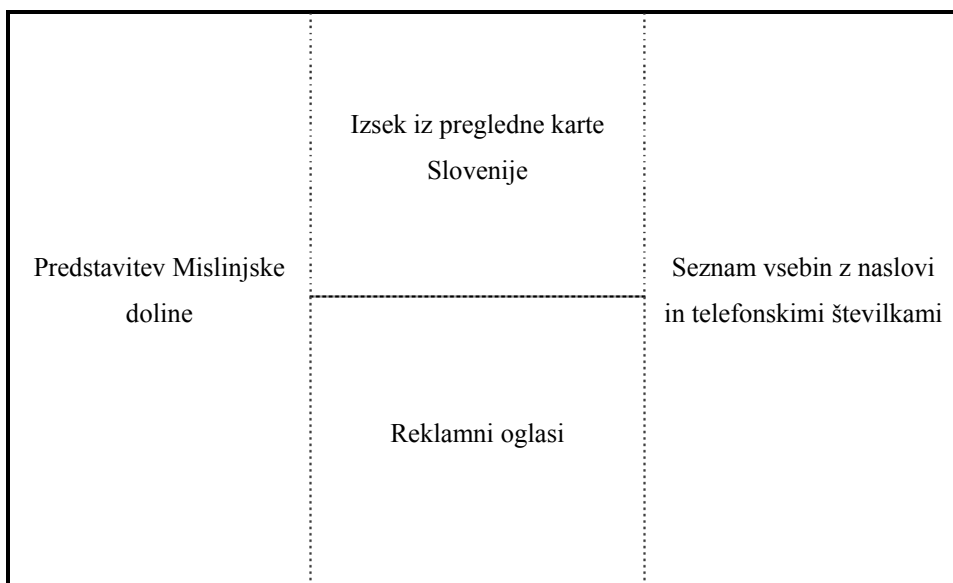 Predstavitev Mislinjske
doline
Izsek iz pregledne karte
Slovenije
Reklamni oglasi
Seznam vsebin z naslovi
in telefonskimi številkami